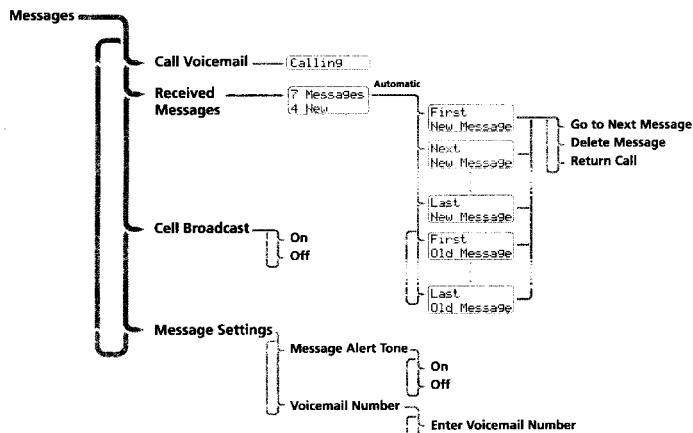 Messages
Call Voicemail
Calling
Received
Messages
7 Messages
4 New
Automatic
First
New Message
Next
New Message
Last
New Message
First
Old Message
Last
Old Message
Go to Next Message
Delete Message
Return Call
Cell Broadcast
On
Off
Message Settings
Message Alert Tone
On
Off
Voicemail Number
Enter Voicemail Number